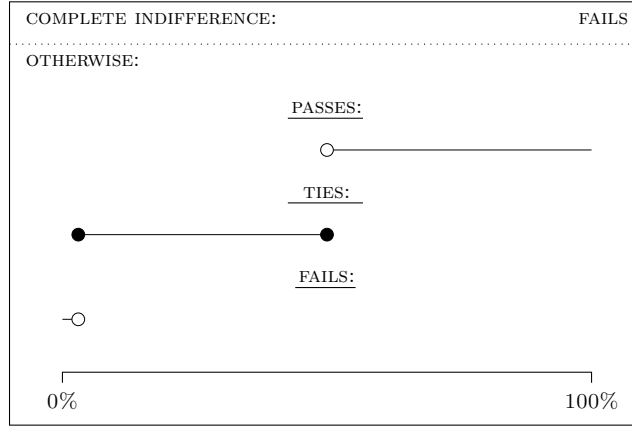 COMPLETE INDIFFERENCE: FAILS
OTHERWISE:
PASSES:
TIES:
FAILS:
0% 100%